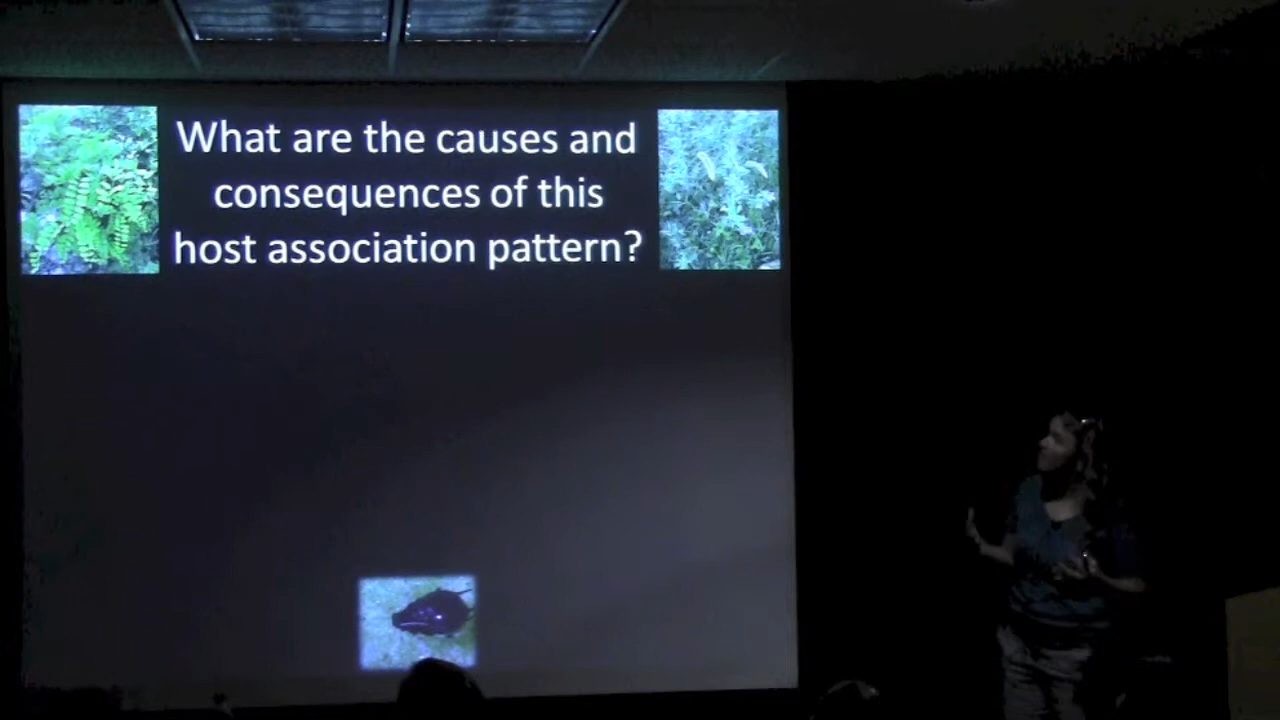 What are the causes and
consequences of this
host association pattern?